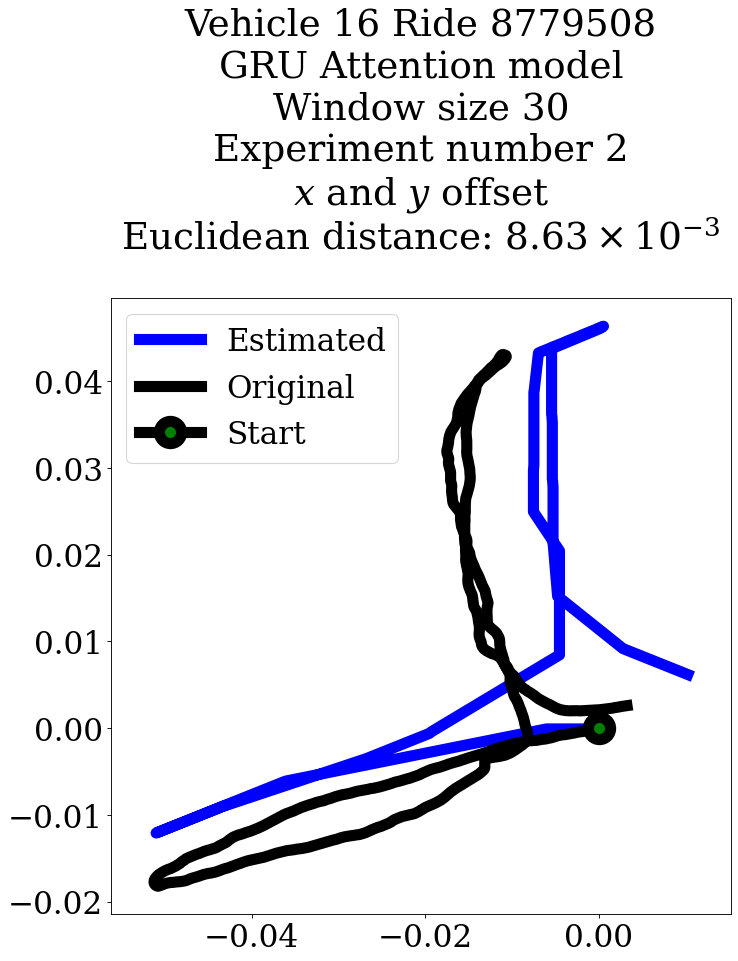 Vehicle 16 Ride 8779508
GRU Attention model
Window size 30
Experiment number 2
x and y offset
Euclidean distance: 8.63 × 10⁻³
Estimated
Original
Start
0.04
0.03
0.02
0.01
0.00
−0.01
−0.02
−0.04 −0.02 0.00